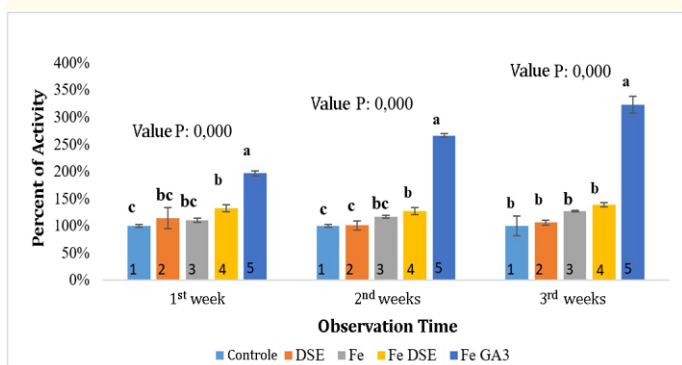 400%
350%
300%
250%
200%
150%
100%
50%
0%
Percent of Activity
Value P: 0,000
c bc bc b a
1 2 3 4 5
1st week
Value P: 0,000
c c bc b a
1 2 3 4 5
2nd weeks
Value P: 0,000
b b b b a
1 2 3 4 5
3rd weeks
Observation Time
Controle DSE Fe Fe DSE Fe GA3